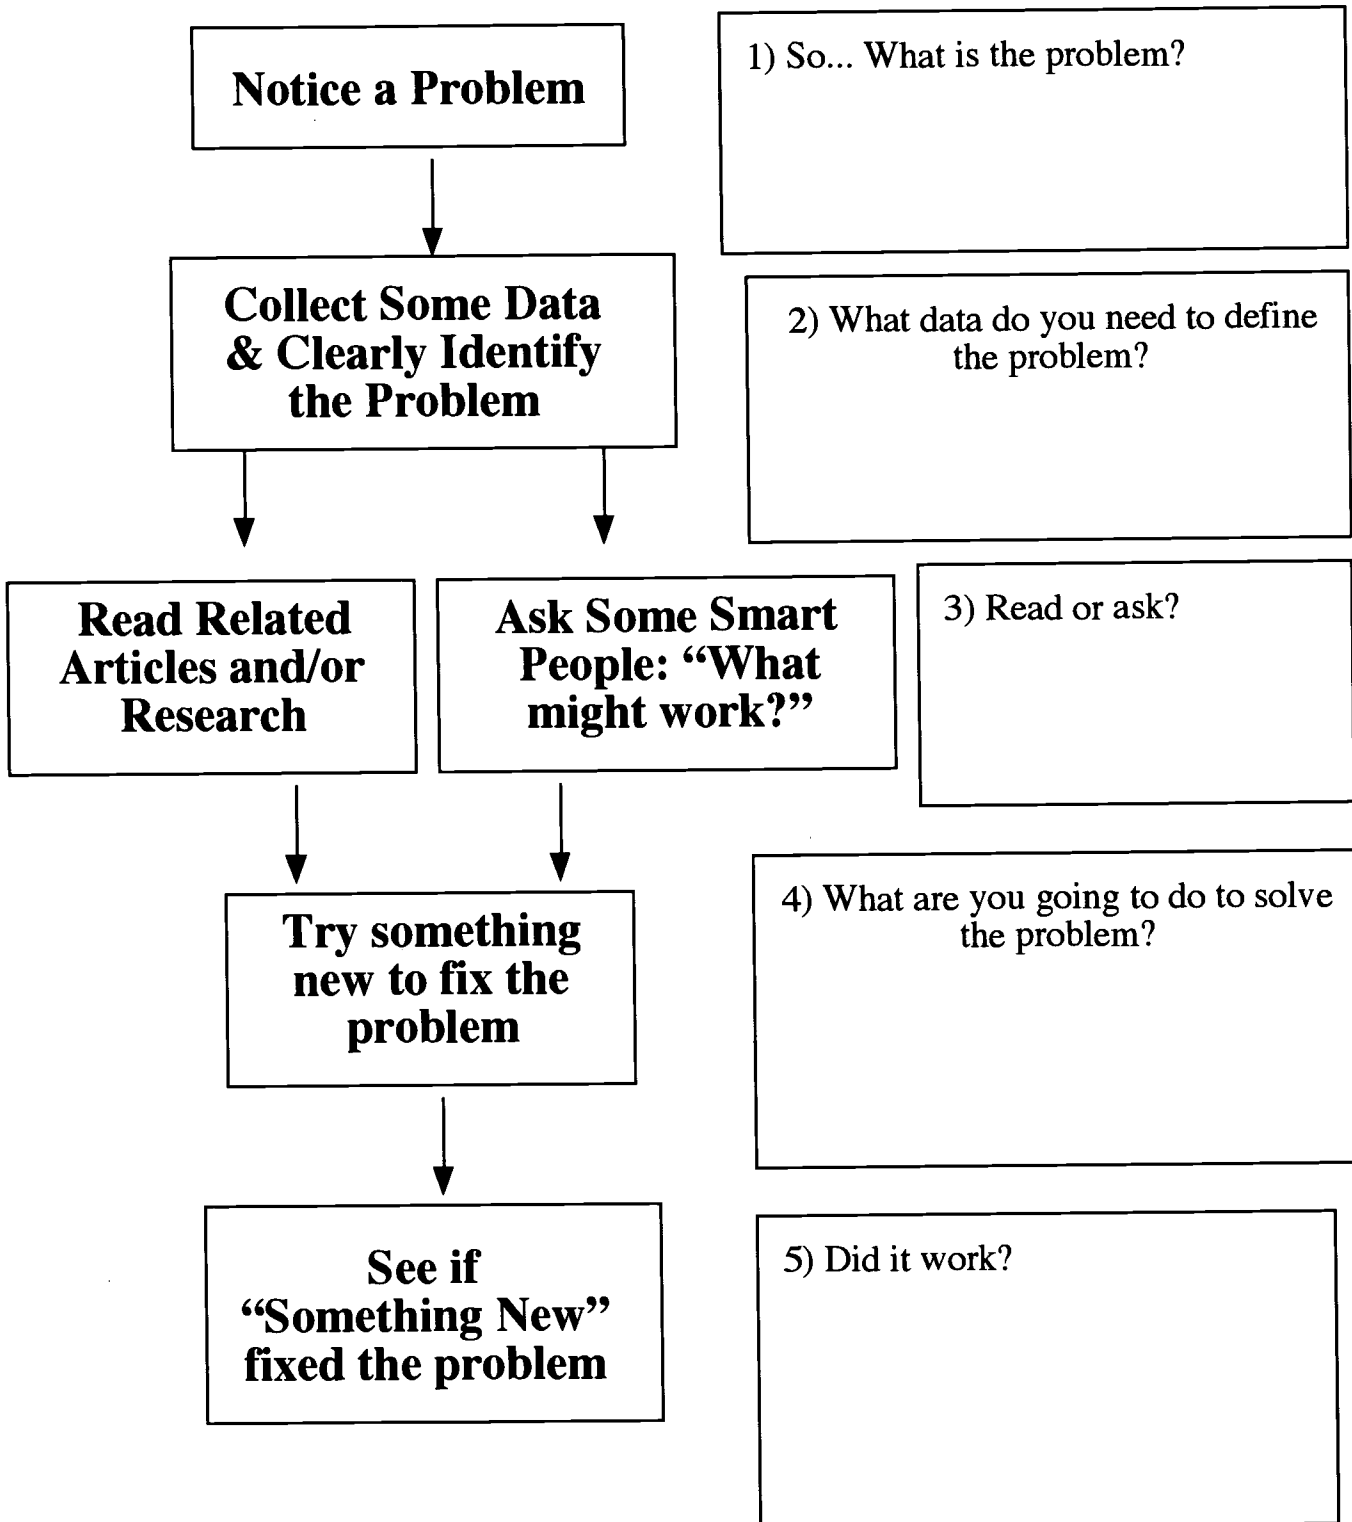 Notice a Problem
1) So... What is the problem?
Collect Some Data
& Clearly Identify
the Problem
2) What data do you need to define
the problem?
Read Related
Articles and/or
Research
Ask Some Smart
People: “What
might work?”
3) Read or ask?
Try something
new to fix the
problem
4) What are you going to do to solve
the problem?
See if
“Something New”
fixed the problem
5) Did it work?